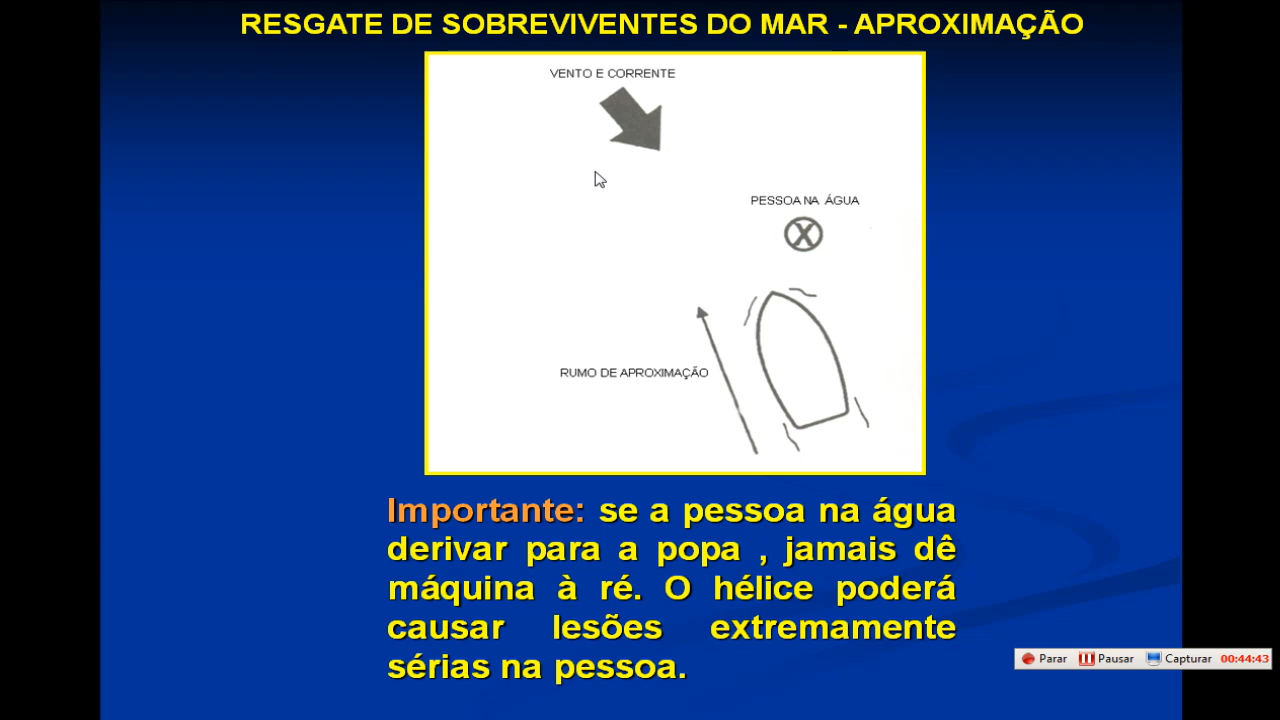 RESGATE DE SOBREVIVENTES DO MAR - APROXIMAÇÃO
VENTO E CORRENTE
PESSOA NA ÁGUA
X
RUMO DE APROXIMAÇÃO
Importante: se a pessoa na água
derivar para a popa , jamais dê
máquina à ré. O hélice poderá
causar lesões extremamente
sérias na pessoa.
Parar Pausar Capturar 00:44:43